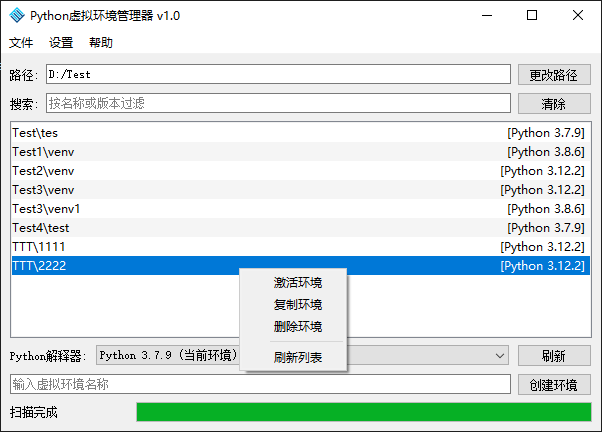 Python虚拟环境管理器 v1.0
文件 设置 帮助
路径: D:/Test 更改路径
搜索: 按名称或版本过滤 清除
Test\tes [Python 3.7.9]
Test1\venv [Python 3.8.6]
Test2\venv [Python 3.12.2]
Test3\venv [Python 3.12.2]
Test3\venv1 [Python 3.8.6]
Test4\test [Python 3.7.9]
TTT\1111 [Python 3.12.2]
TTT\2222 [Python 3.12.2]
激活环境
复制环境
删除环境
刷新列表
Python解释器: Python 3.7.9 (当前环境) 刷新
输入虚拟环境名称 创建环境
扫描完成